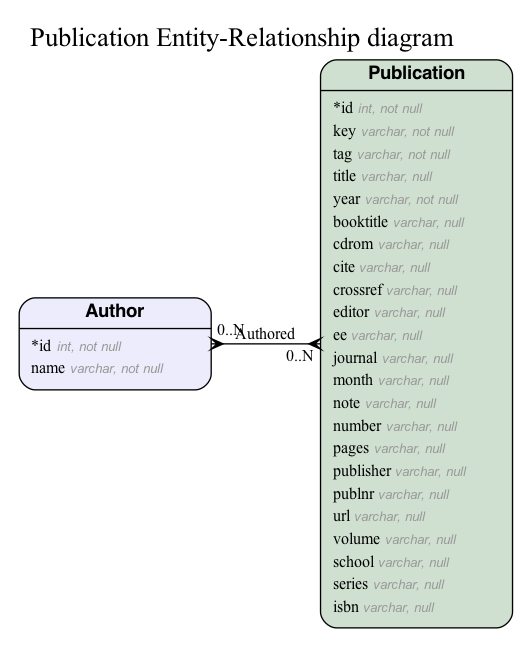 Publication Entity-Relationship diagram
Publication
*id int, not null
key varchar, not null
tag varchar, not null
title varchar, null
year varchar, not null
booktitle varchar, null
cdrom varchar, null
cite varchar, null
crossref varchar, null
editor varchar, null
ee varchar, null
journal varchar, null
month varchar, null
note varchar, null
number varchar, null
pages varchar, null
publisher varchar, null
publnr varchar, null
url varchar, null
volume varchar, null
school varchar, null
series varchar, null
isbn varchar, null
Author
*id int, not null
name varchar, not null
0..N
Authored
0..N